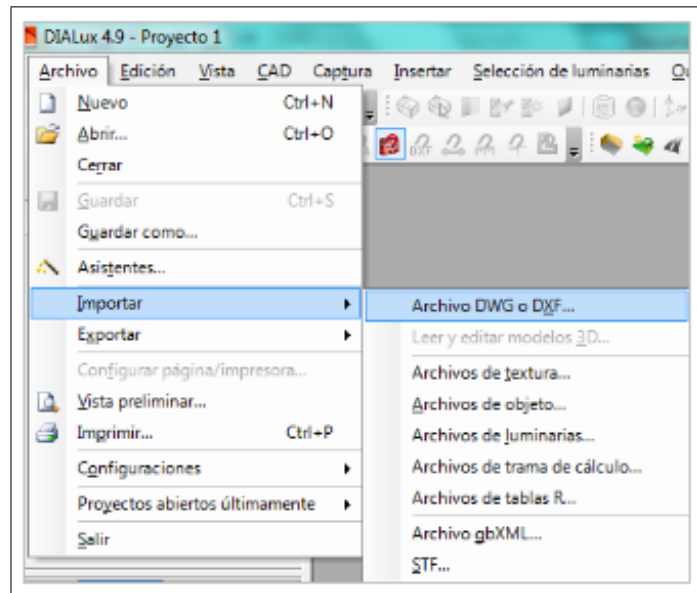 DIALux 4.9 - Proyecto 1
Archivo Edición Vista CAD Captura Insertar Selección de luminarias
Nuevo Ctrl+N
Abrir... Ctrl+O
Cerrar
Guardar Ctrl+S
Guardar como...
Asistentes...
Importar
Exportar
Configurar página/impresora...
Vista preliminar...
Imprimir... Ctrl+P
Configuraciones
Proyectos abiertos últimamente
Salir
Archivo DWG o DXF...
Leer y editar modelos 3D...
Archivos de textura...
Archivos de objeto...
Archivos de luminarias...
Archivos de trama de cálculo...
Archivos de tablas R...
Archivo gbXML...
STF...